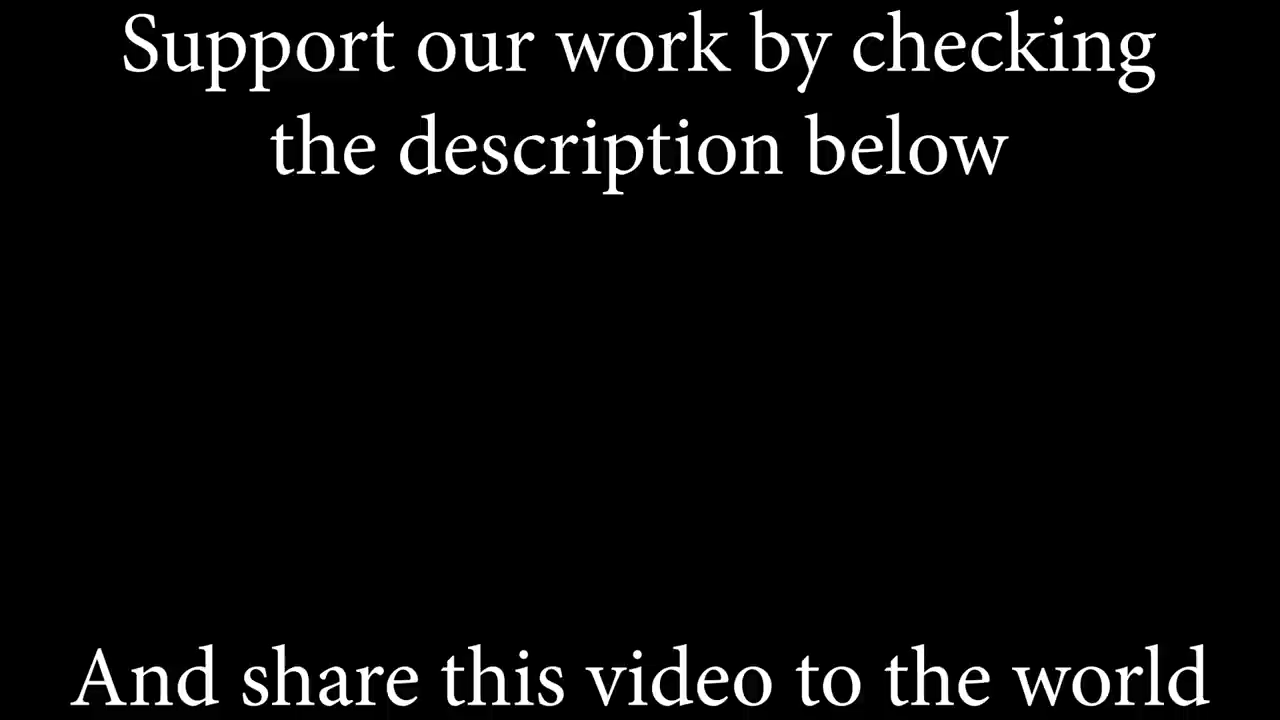 Support our work by checking
the description below
And share this video to the world